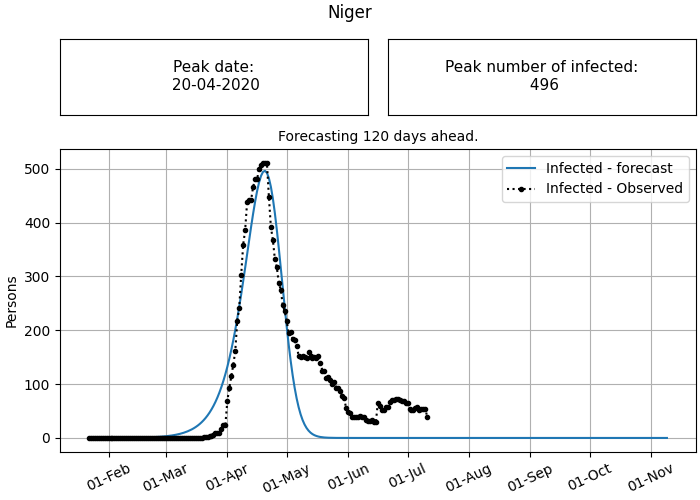 Niger
Peak date:
20-04-2020
Peak number of infected:
496
Forecasting 120 days ahead.
Infected - forecast
Infected - Observed
Persons
500
400
300
200
100
0
01-Feb
01-Mar
01-Apr
01-May
01-Jun
01-Jul
01-Aug
01-Sep
01-Oct
01-Nov